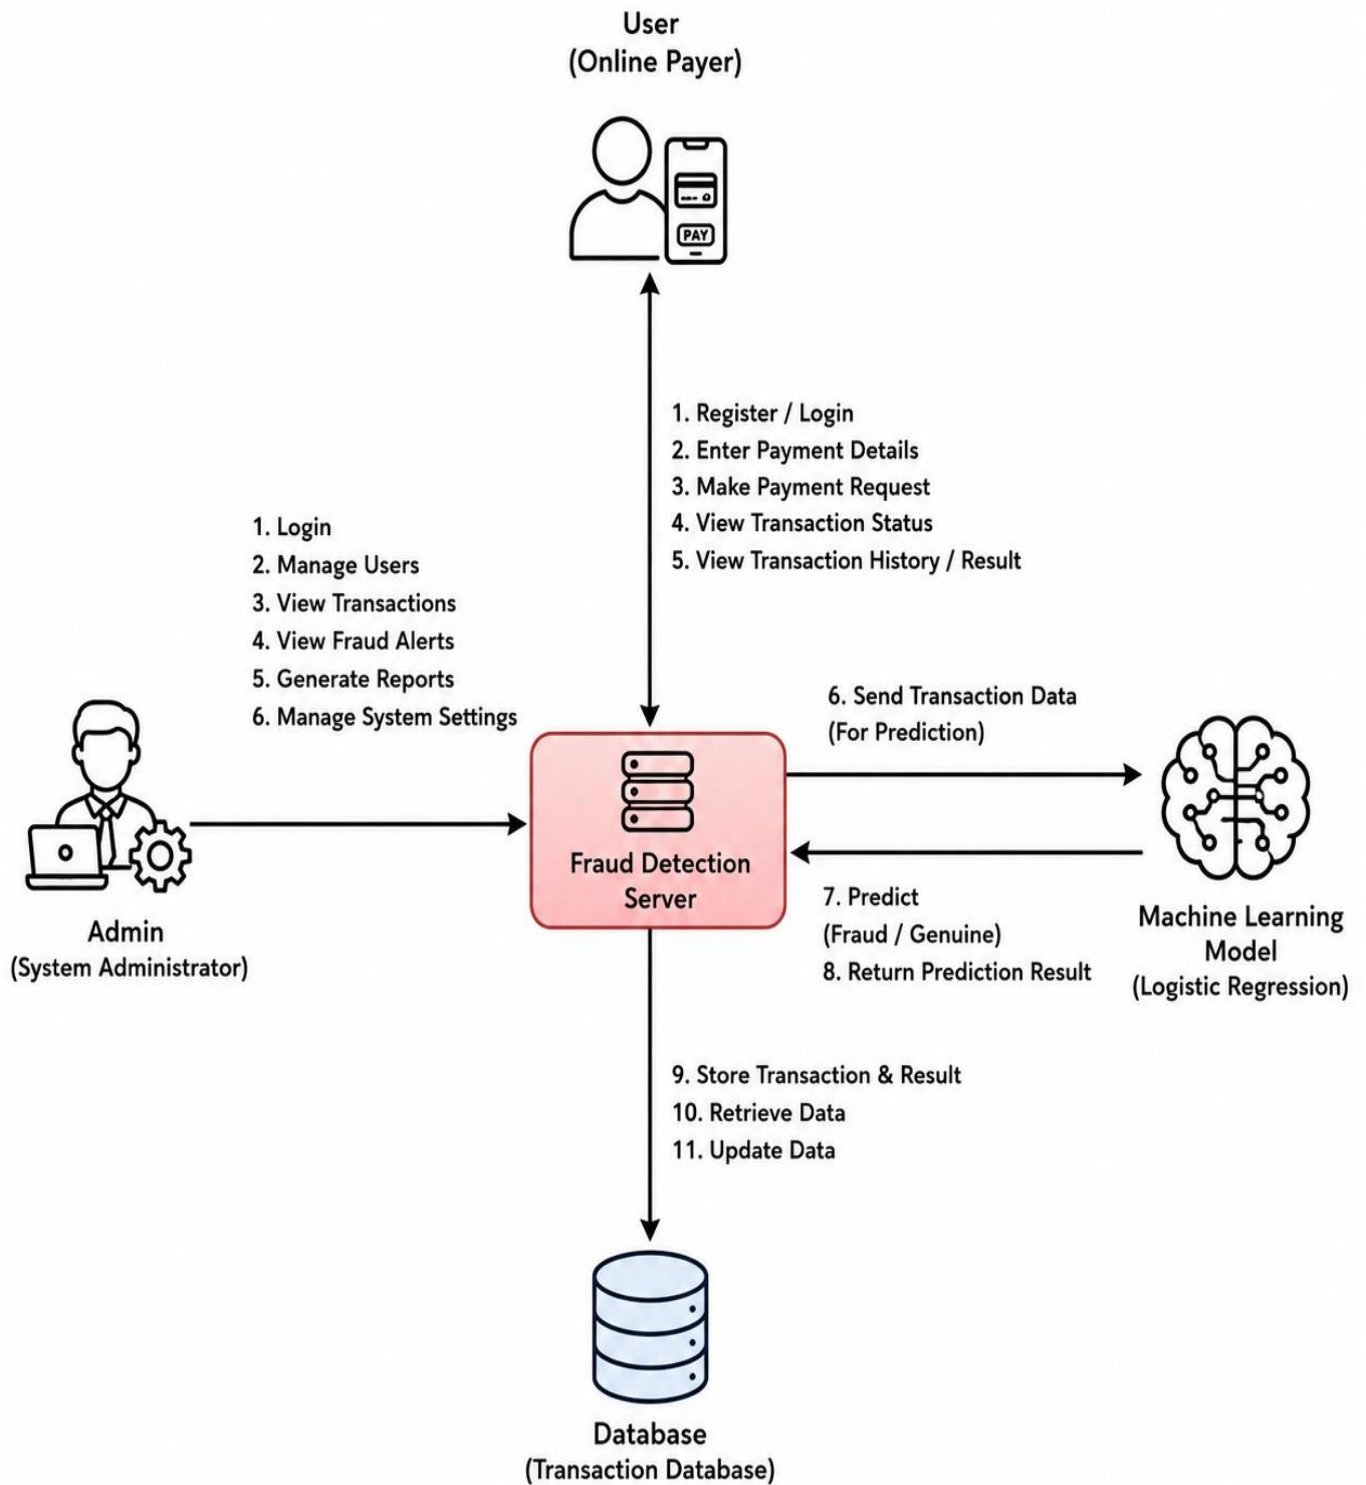 User
(Online Payer)
PAY
1. Register / Login
2. Enter Payment Details
3. Make Payment Request
4. View Transaction Status
5. View Transaction History / Result
1. Login
2. Manage Users
3. View Transactions
4. View Fraud Alerts
5. Generate Reports
6. Manage System Settings
6. Send Transaction Data
(For Prediction)
Fraud Detection
Server
7. Predict
(Fraud / Genuine)
8. Return Prediction Result
Admin
(System Administrator)
Machine Learning
Model
(Logistic Regression)
9. Store Transaction & Result
10. Retrieve Data
11. Update Data
Database
(Transaction Database)